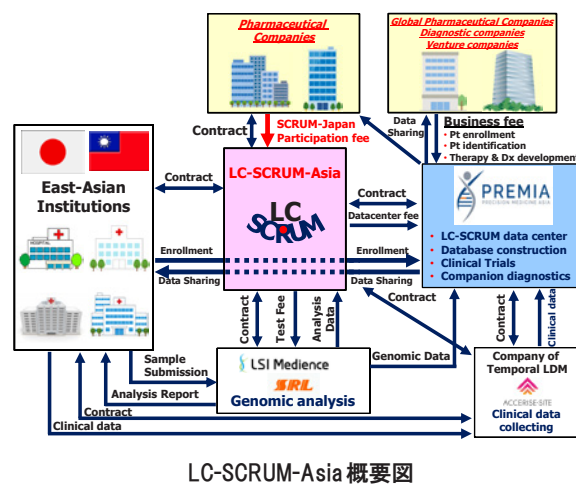 Pharmaceutical
Companies
Global Pharmaceutical Companies
Diagnostic companies
Venture companies
Contract
SCRUM-Japan
Participation fee
Data
Sharing
Business fee
• Pt enrollment
• Pt identification
• Therapy & Dx development
East-Asian
Institutions
HOSPITAL
Contract
LC-SCRUM-Asia
LC
SCRUM
Contract
Datacenter fee
PREMIA
PRECISION MEDICINE ASIA
• LC-SCRUM data center
• Database construction
• Clinical Trials
• Companion diagnostics
Enrollment
Enrollment
Data Sharing
Data Sharing
Contract
Contract
Test Fee
Analysis
Data
Contract
Clinical data
Sample
Submission
LSI Medience
SRL
Genomic analysis
Genomic Data
Company of
Temporal LDM
ACCERISE-SITE
Clinical data
collecting
Analysis Report
Contract
Clinical data
LC-SCRUM-Asia 概要図